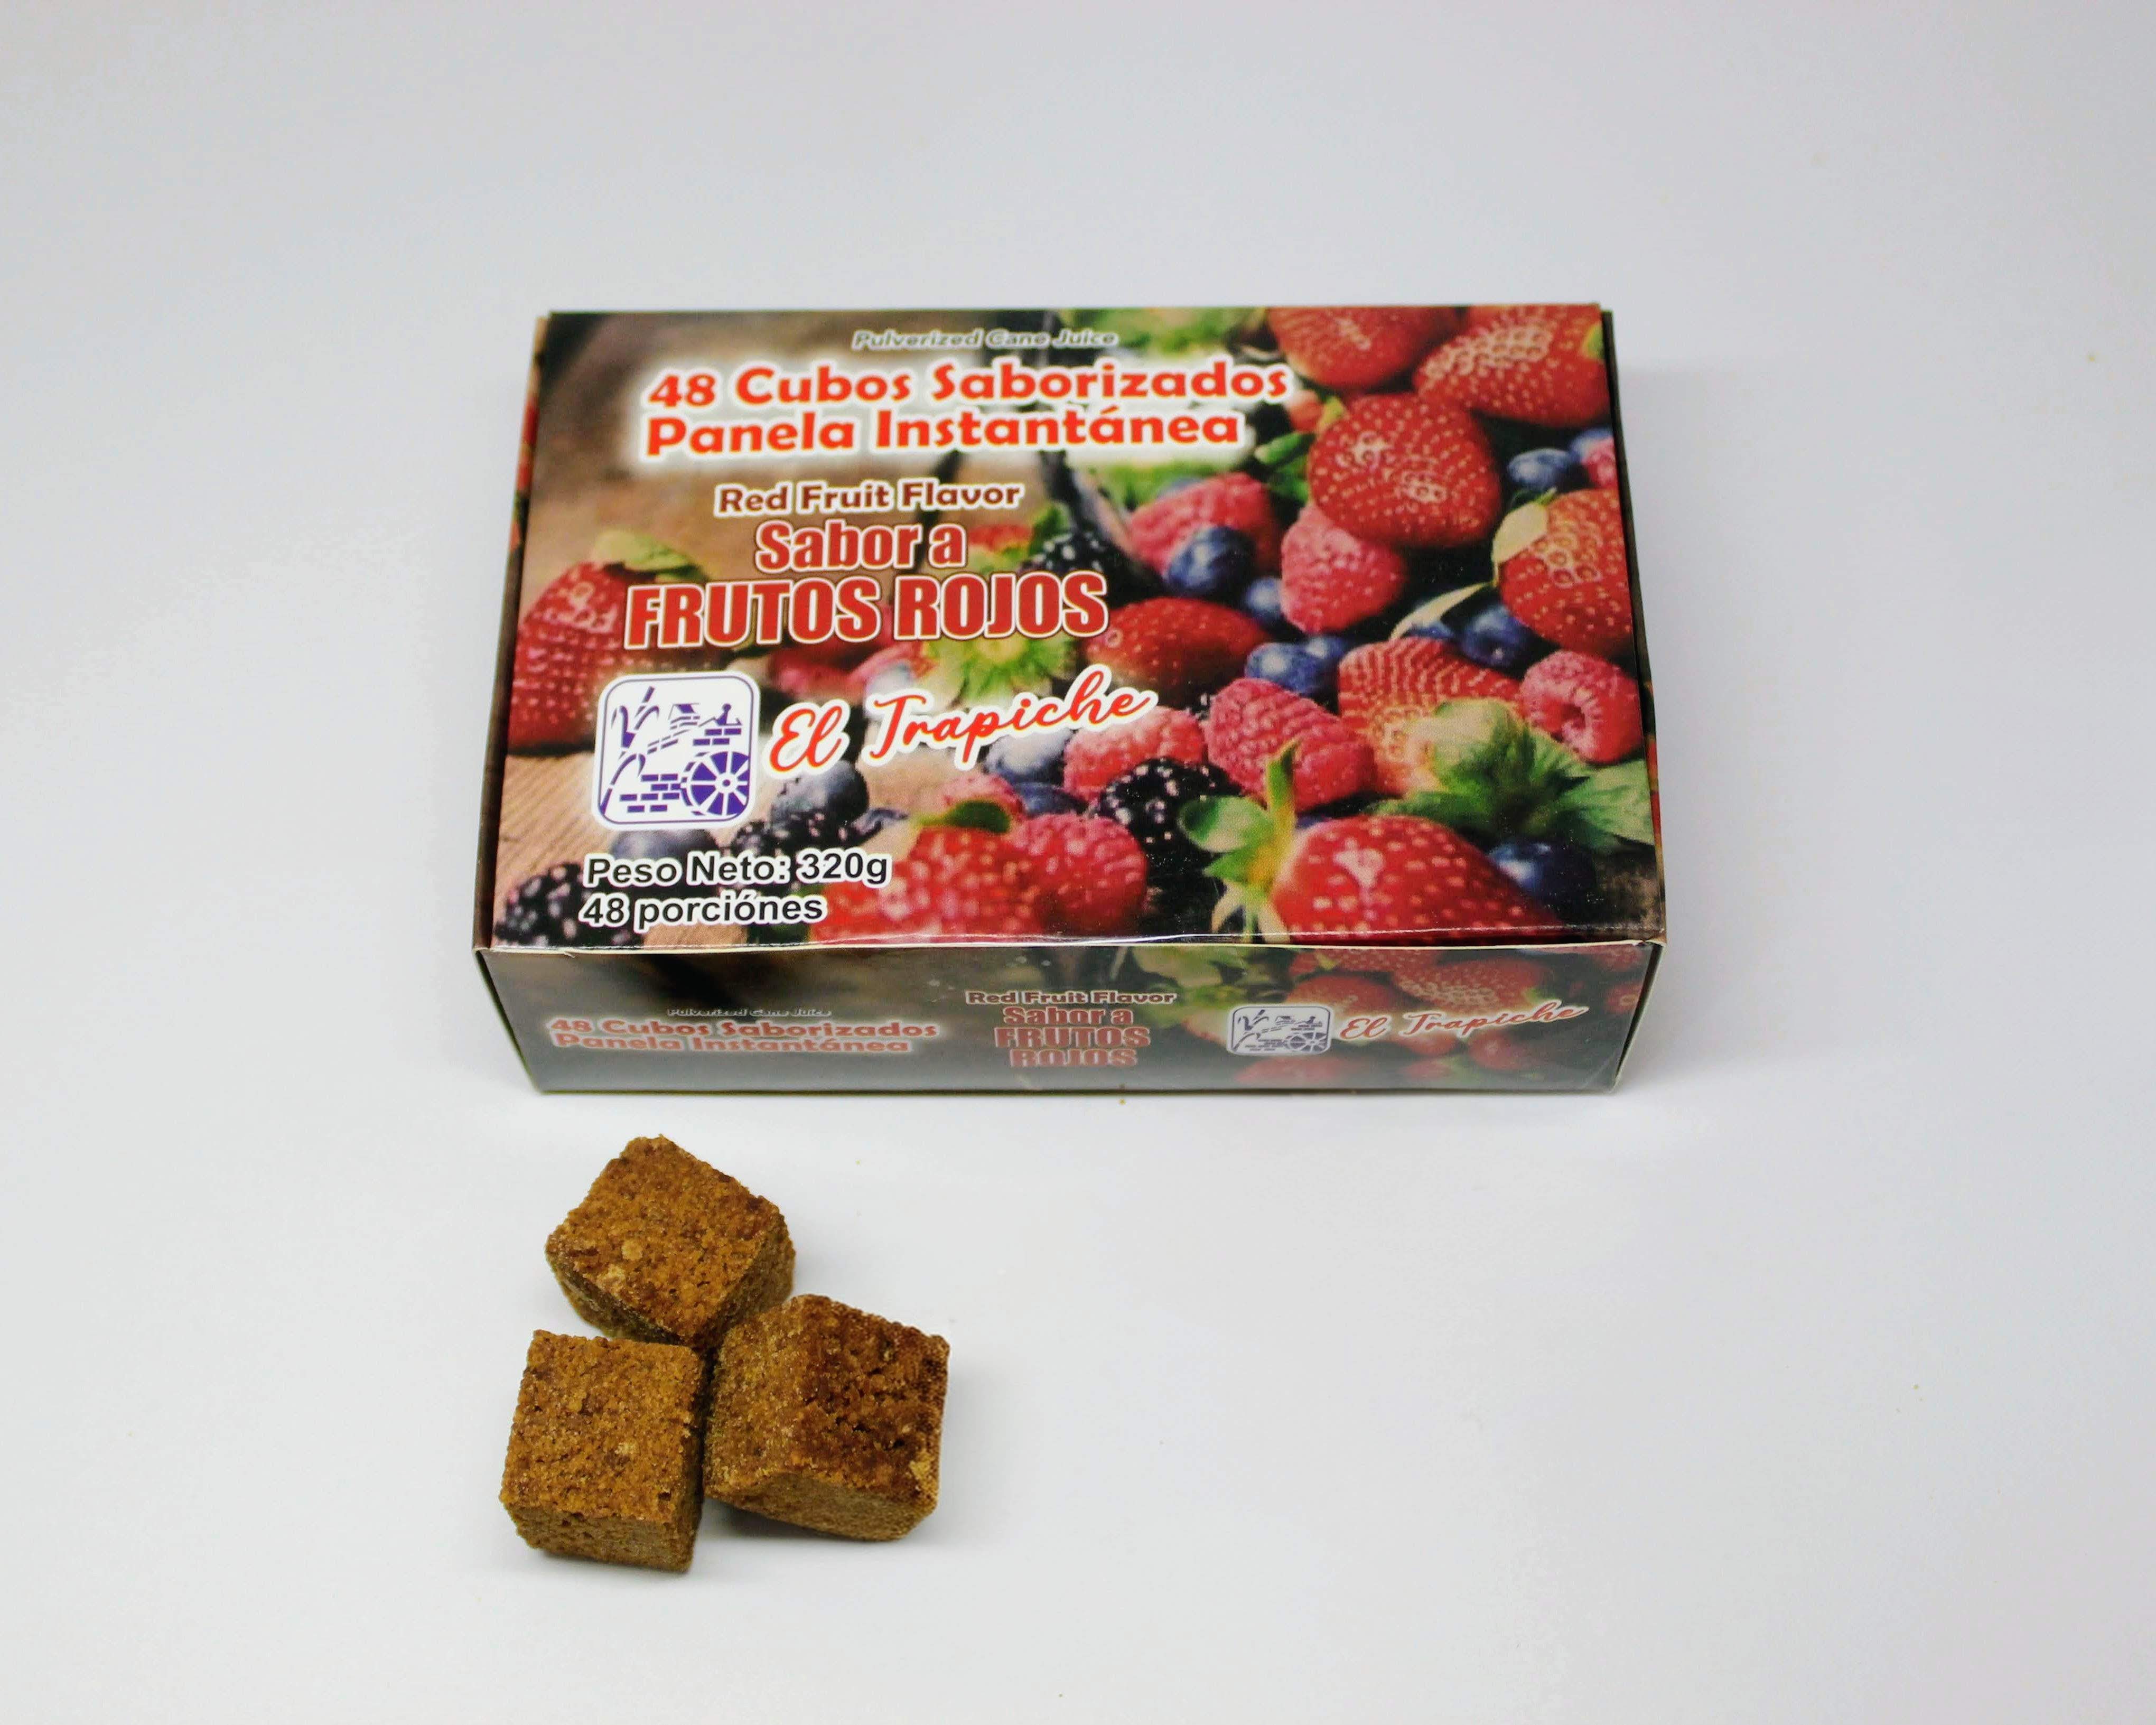 Pulverized Cane Juice
48 Cubos Saborizados
Panela Instantánea
Red Fruit Flavor
Sabor a
FRUTOS ROJOS
El Trapiche
Peso Neto: 320g
48 porciónes
Pulverized Cane Juice
48 Cubos Saborizados
Panela Instantánea
Red Fruit Flavor
Sabor a
FRUTOS
ROJOS
El Trapiche